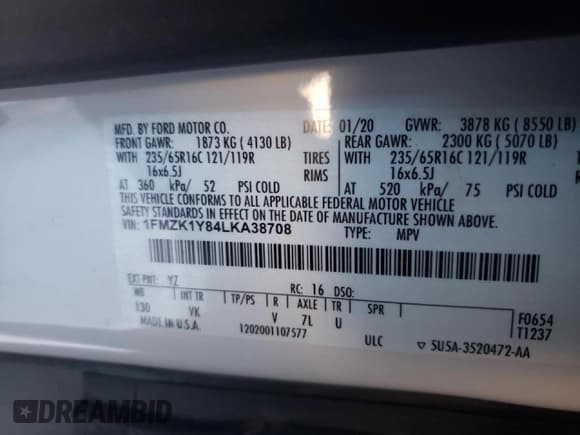 MFD. BY FORD MOTOR CO. DATE: 01/20 GVWR: 3878 KG ( 8550 LB)
FRONT GAWR: 1873 KG ( 4130 LB) REAR GAWR: 2300 KG ( 5070 LB)
WITH 235/65R16C 121/119R TIRES WITH 235/65R16C 121/119R
16x6.5J RIMS 16x6.5J
AT 360 kPa/ 52 PSI COLD AT 520 kPa/ 75 PSI COLD
THIS VEHICLE CONFORMS TO ALL APPLICABLE FEDERAL MOTOR VEHICLE
SAFETY STANDARDS IN EFFECT ON THE DATE OF MANUFACTURE SHOWN ABOVE.
VIN: 1FMZK1Y84LKA38708 TYPE: MPV
EXT PNT: YZ RC: 16 DSO:
WB INT TR TP/PS R AXLE TR SPR F0654
130 VK V 7L U T1237
MADE IN U.S.A. 1202001107577 ULC ▽ 5U5A-3520472-AA
DREAMBID